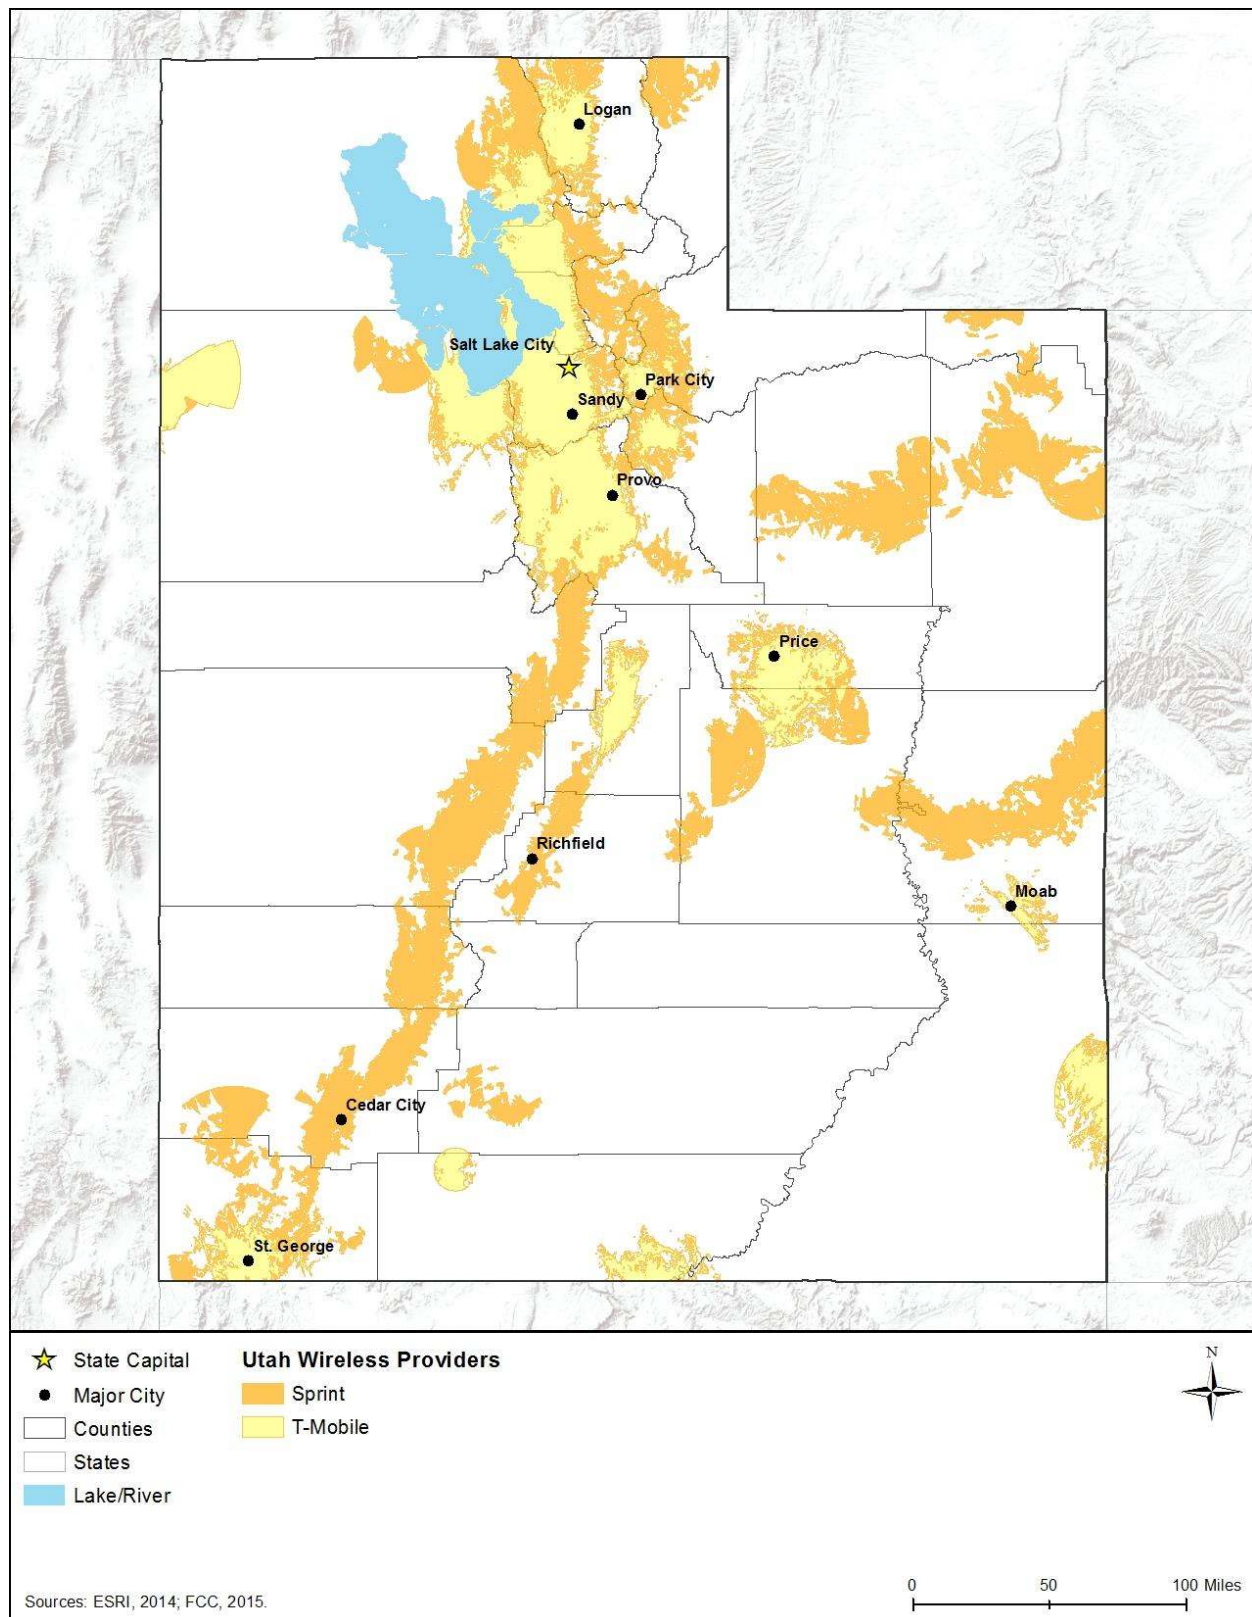 Logan
Salt Lake City
Park City
Sandy
Provo
Price
Richfield
Moab
Cedar City
St. George
State Capital
Utah Wireless Providers
N
Major City
Sprint
Counties
T-Mobile
States
Lake/River
0 50 100 Miles
Sources: ESRI, 2014; FCC, 2015.